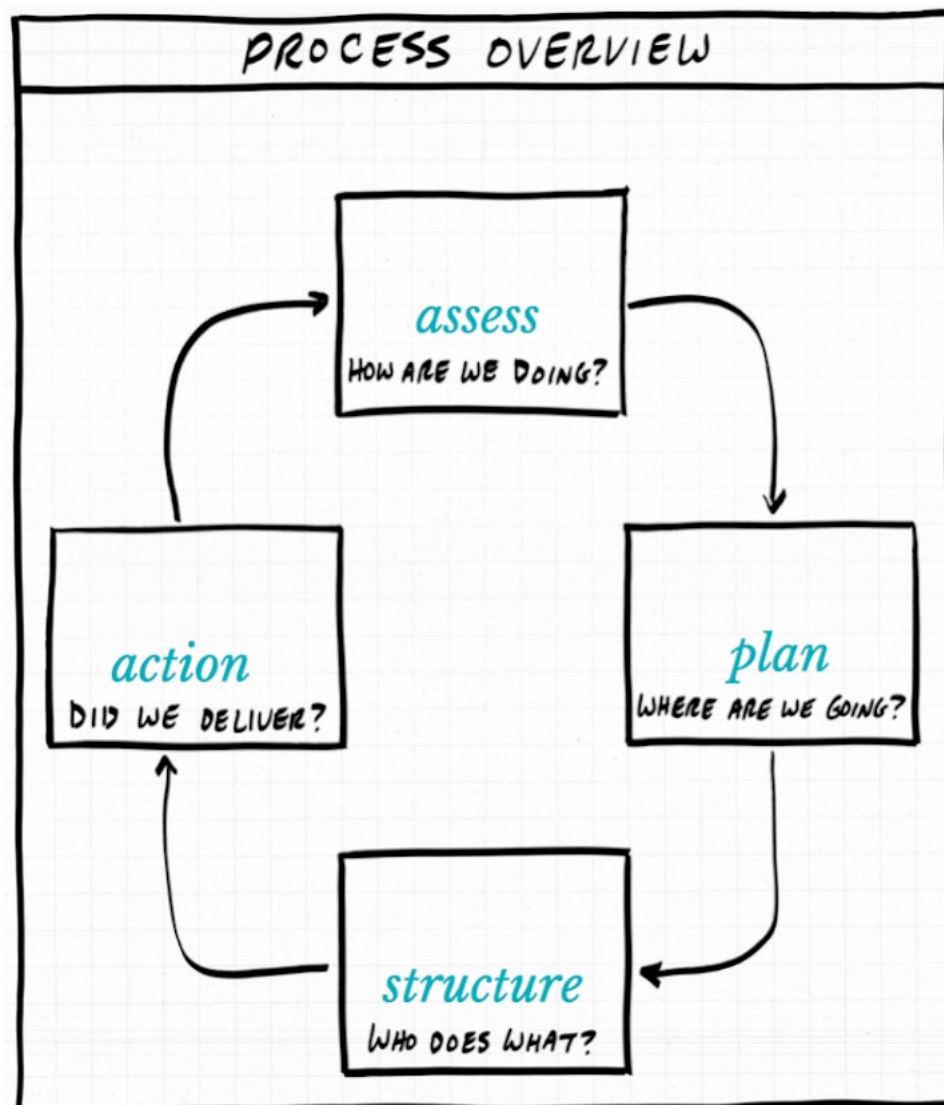 PROCESS OVERVIEW
assess
HOW ARE WE DOING?
action
DID WE DELIVER?
plan
WHERE ARE WE GOING?
structure
WHO DOES WHAT?